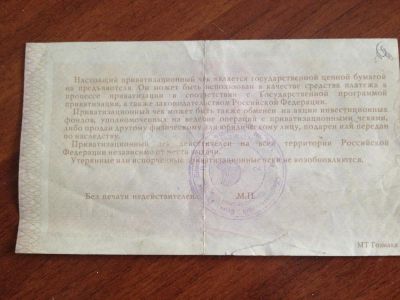 Настоящий приватизационный чек является государственной ценной бумагой
на предъявителя. Он может быть использован в качестве средства платежа в
процессе приватизации в соответствии с Государственной программой
приватизации, а также законодательством Российской Федерации.
Приватизационный чек может быть также обменен на акции инвестиционных
фондов, уполномоченных на ведение операций с приватизационными чеками,
либо продан другому физическому или юридическому лицу, подарен или передан
по наследству.
Приватизационный чек действителен на всей территории Российской
Федерации независимо от места выдачи.
Утерянные или испорченные приватизационные чеки не возобновляются.
Без печати недействителен.
М.П.
МТ Гознака